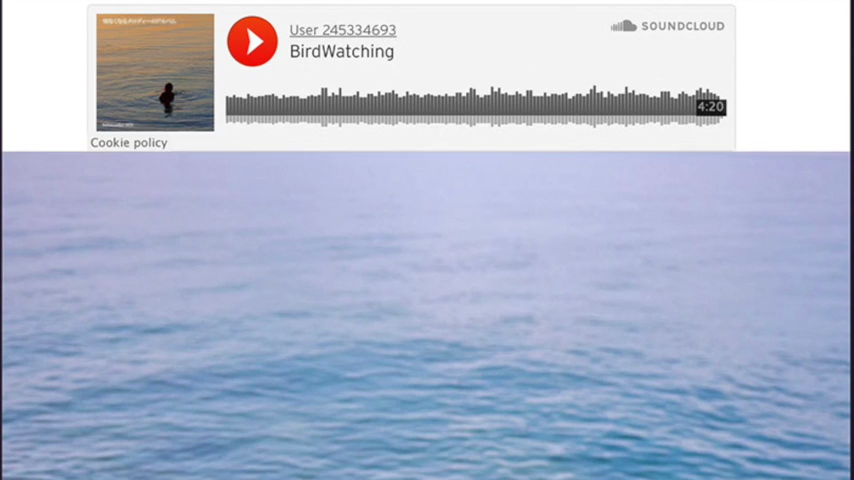 User 245334693
SOUNDCLOUD
BirdWatching
4:20
Cookie policy